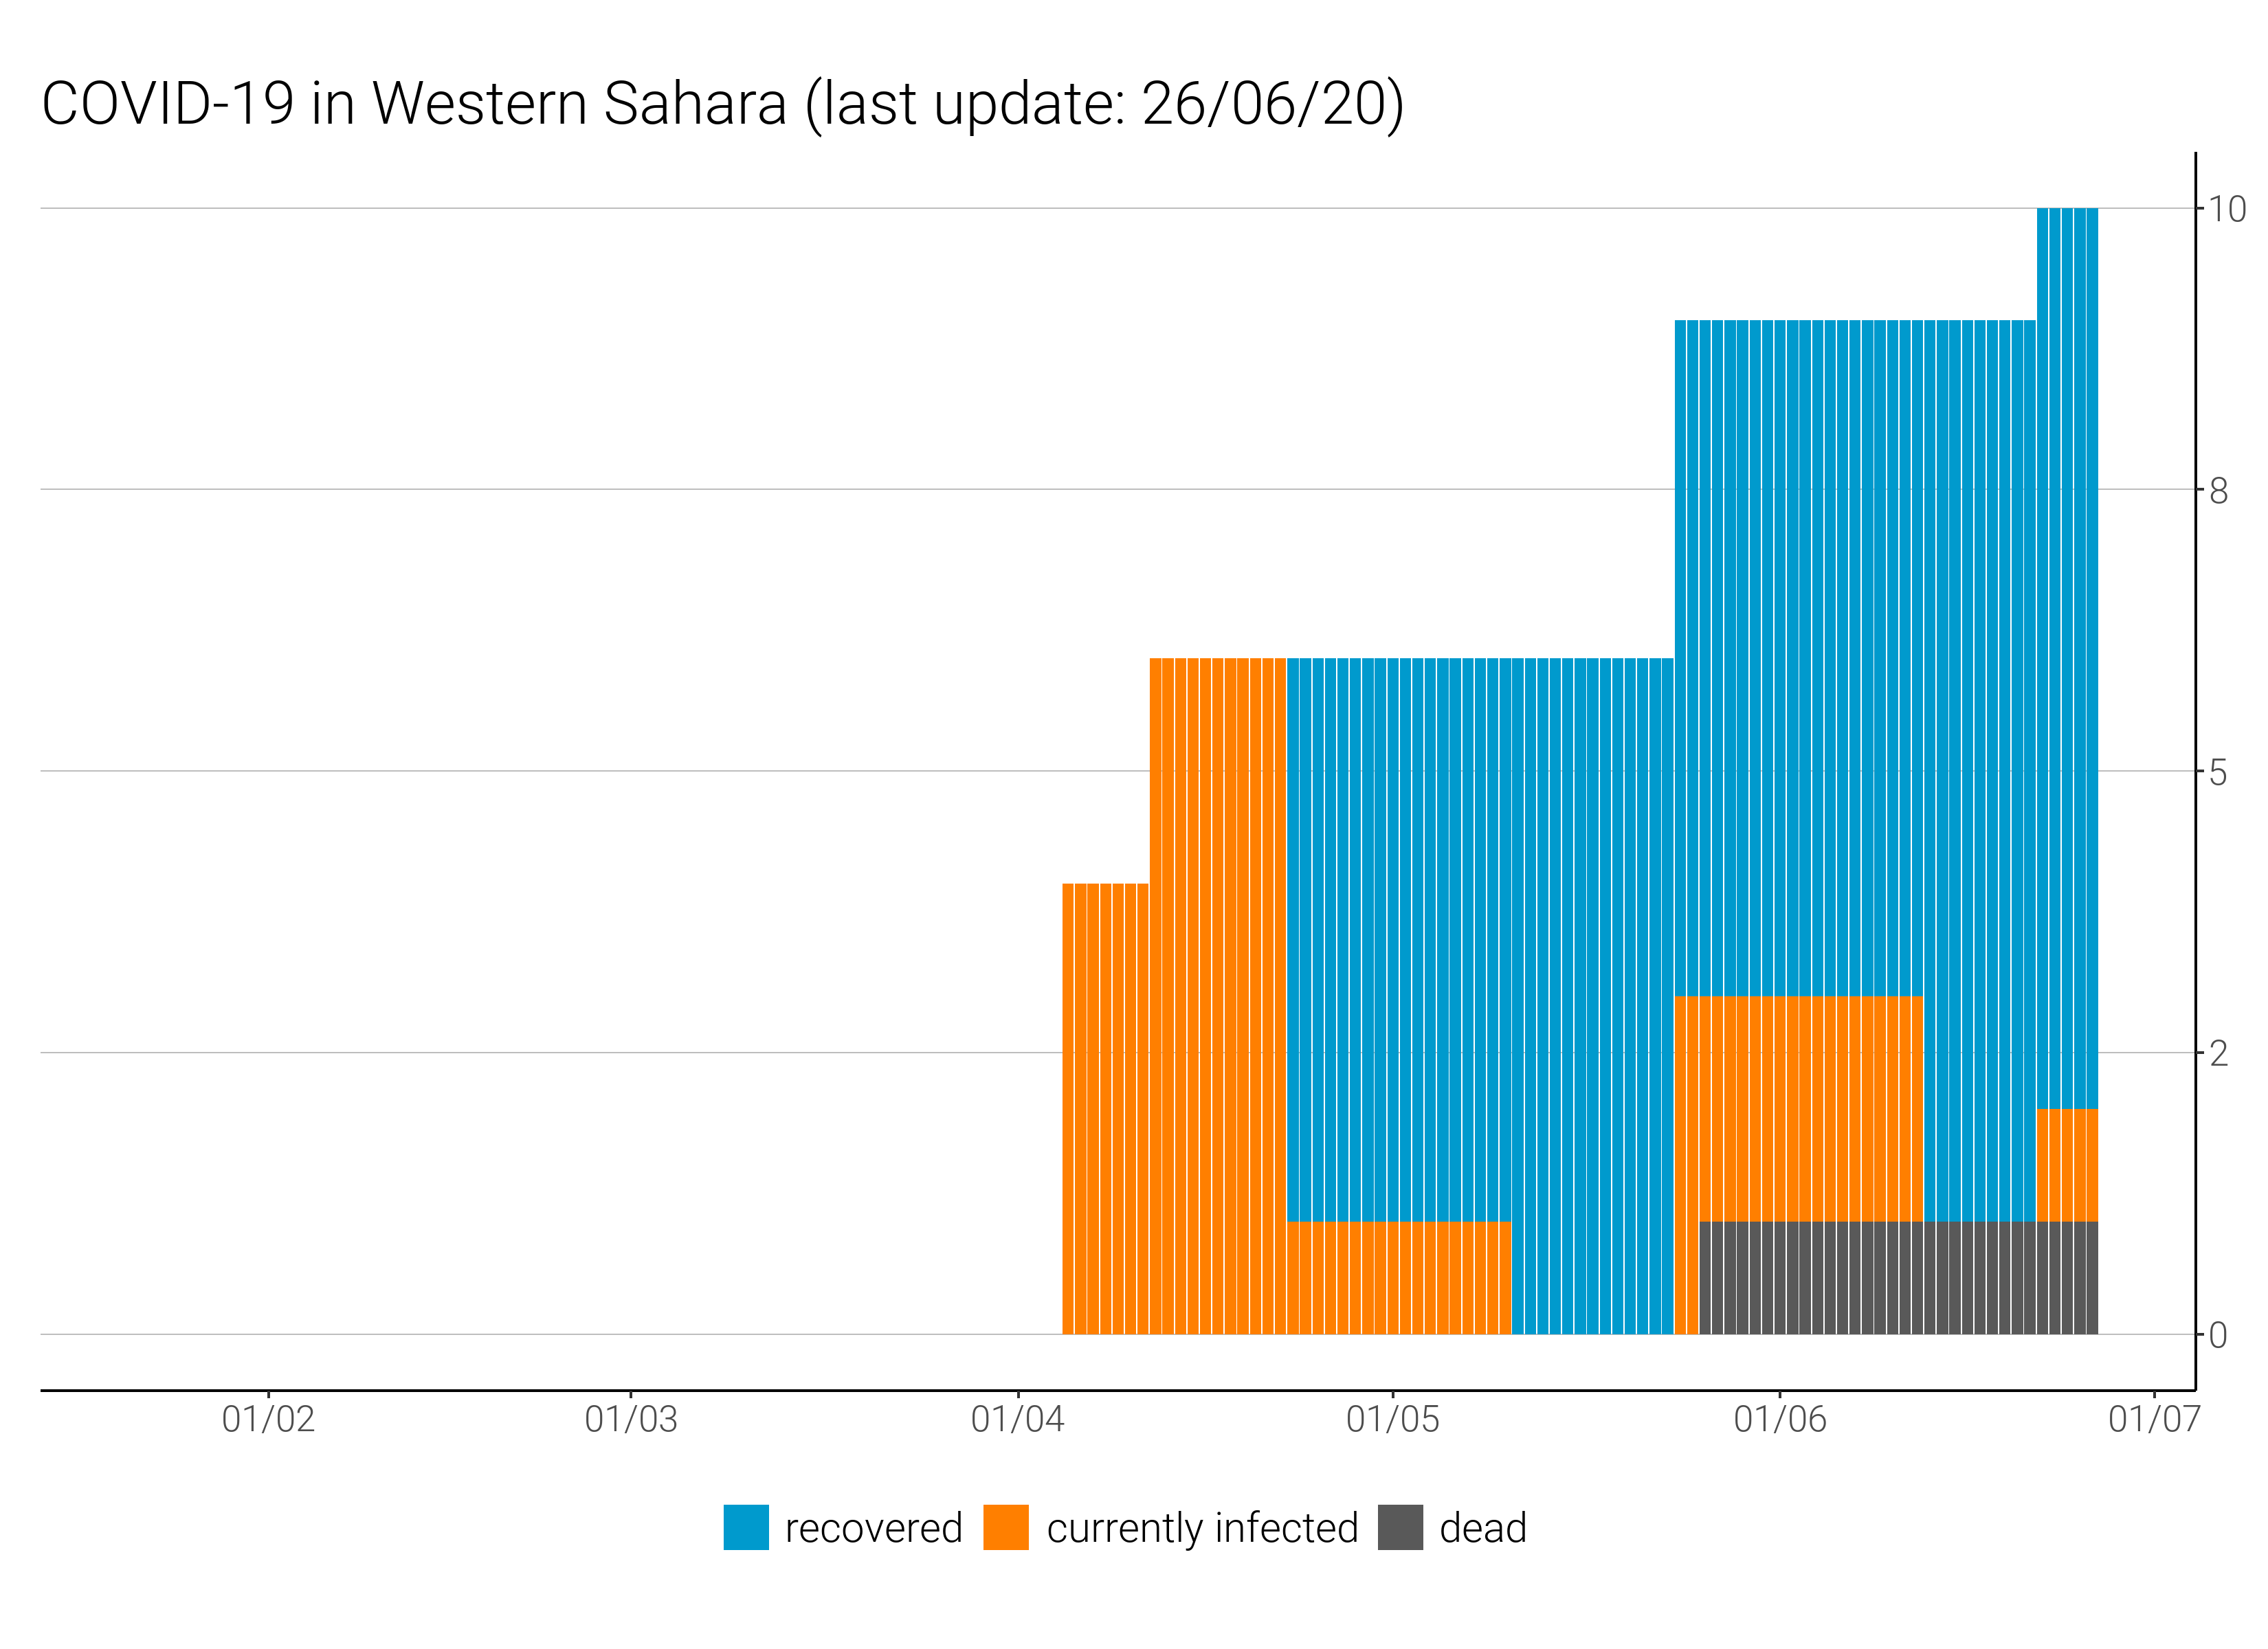 COVID-19 in Western Sahara (last update: 26/06/20)
10
8
5
2
0
01/02 01/03 01/04 01/05 01/06 01/07
recovered currently infected dead